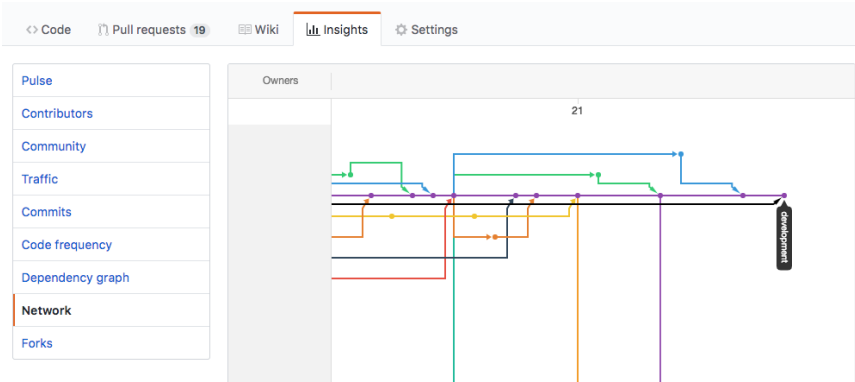 Code Pull requests 19 Wiki Insights Settings
Pulse
Contributors
Community
Traffic
Commits
Code frequency
Dependency graph
Network
Forks
Owners
21
development